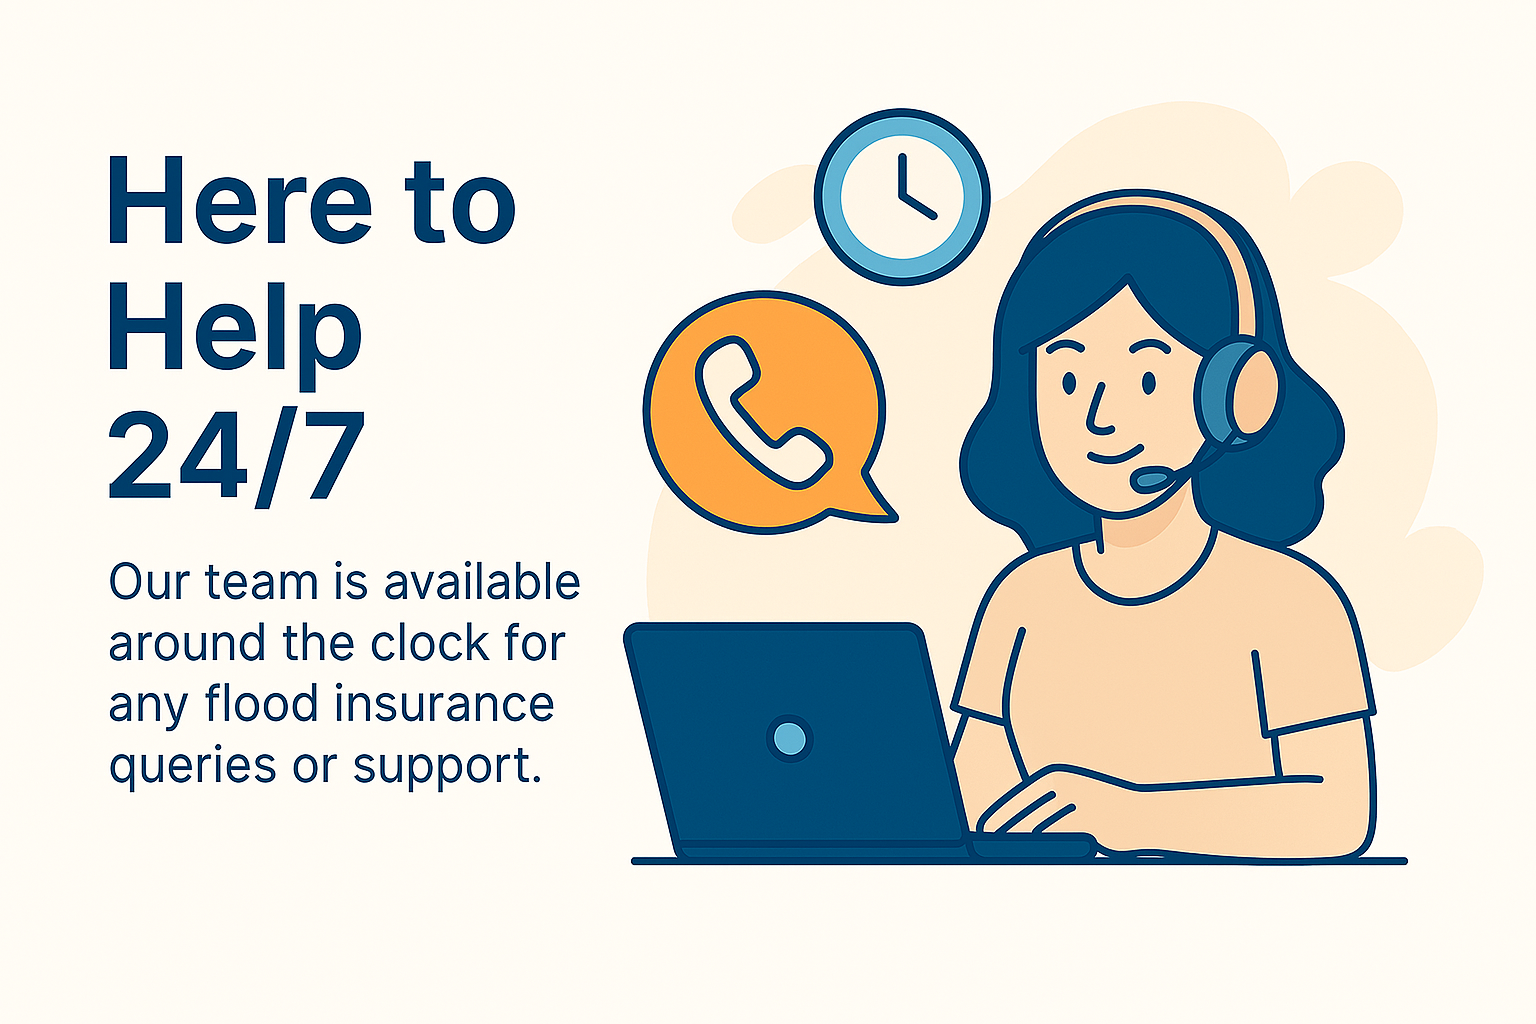 Here to
Help
24/7
Our team is available
around the clock for
any flood insurance
queries or support.